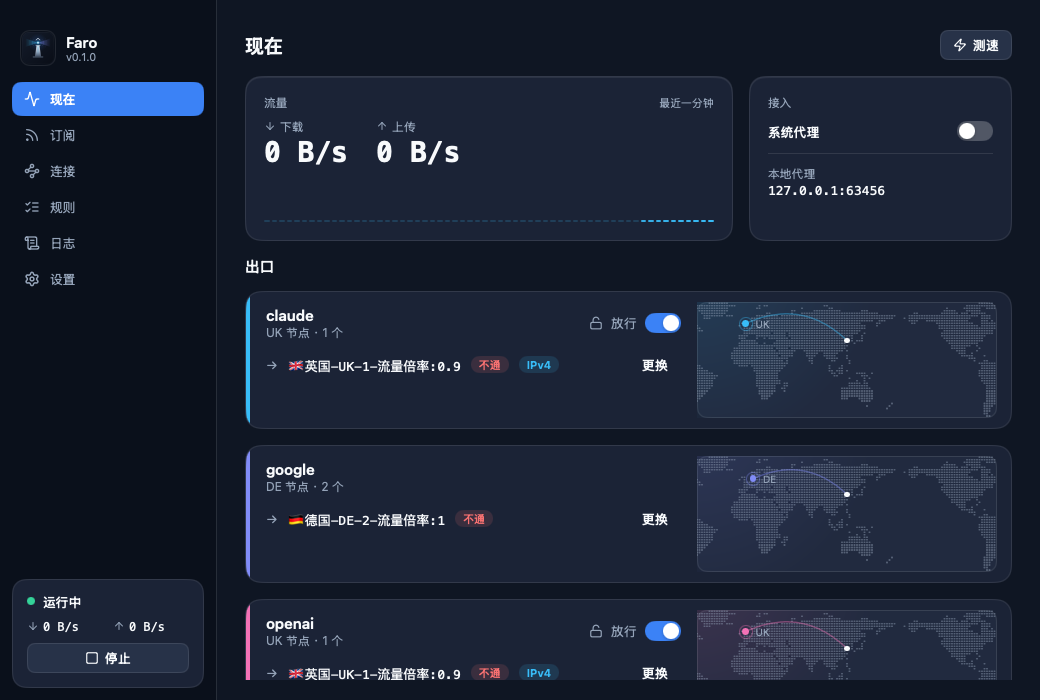 Faro
v0.1.0
现在
订阅
连接
规则
日志
设置
运行中
↓ 0 B/s ↑ 0 B/s
停止
现在
测速
流量 最近一分钟
↓ 下载 ↑ 上传
0 B/s 0 B/s
接入
系统代理
本地代理
127.0.0.1:63456
出口
claude
UK 节点 · 1 个
放行
→ 🇬🇧英国-UK-1-流量倍率:0.9 不通 IPv4 更换
UK
google
DE 节点 · 2 个
→ 🇩🇪德国-DE-2-流量倍率:1 不通 更换
DE
openai
UK 节点 · 1 个
放行
→ 🇬🇧英国-UK-1-流量倍率:0.9 不通 IPv4 更换
UK